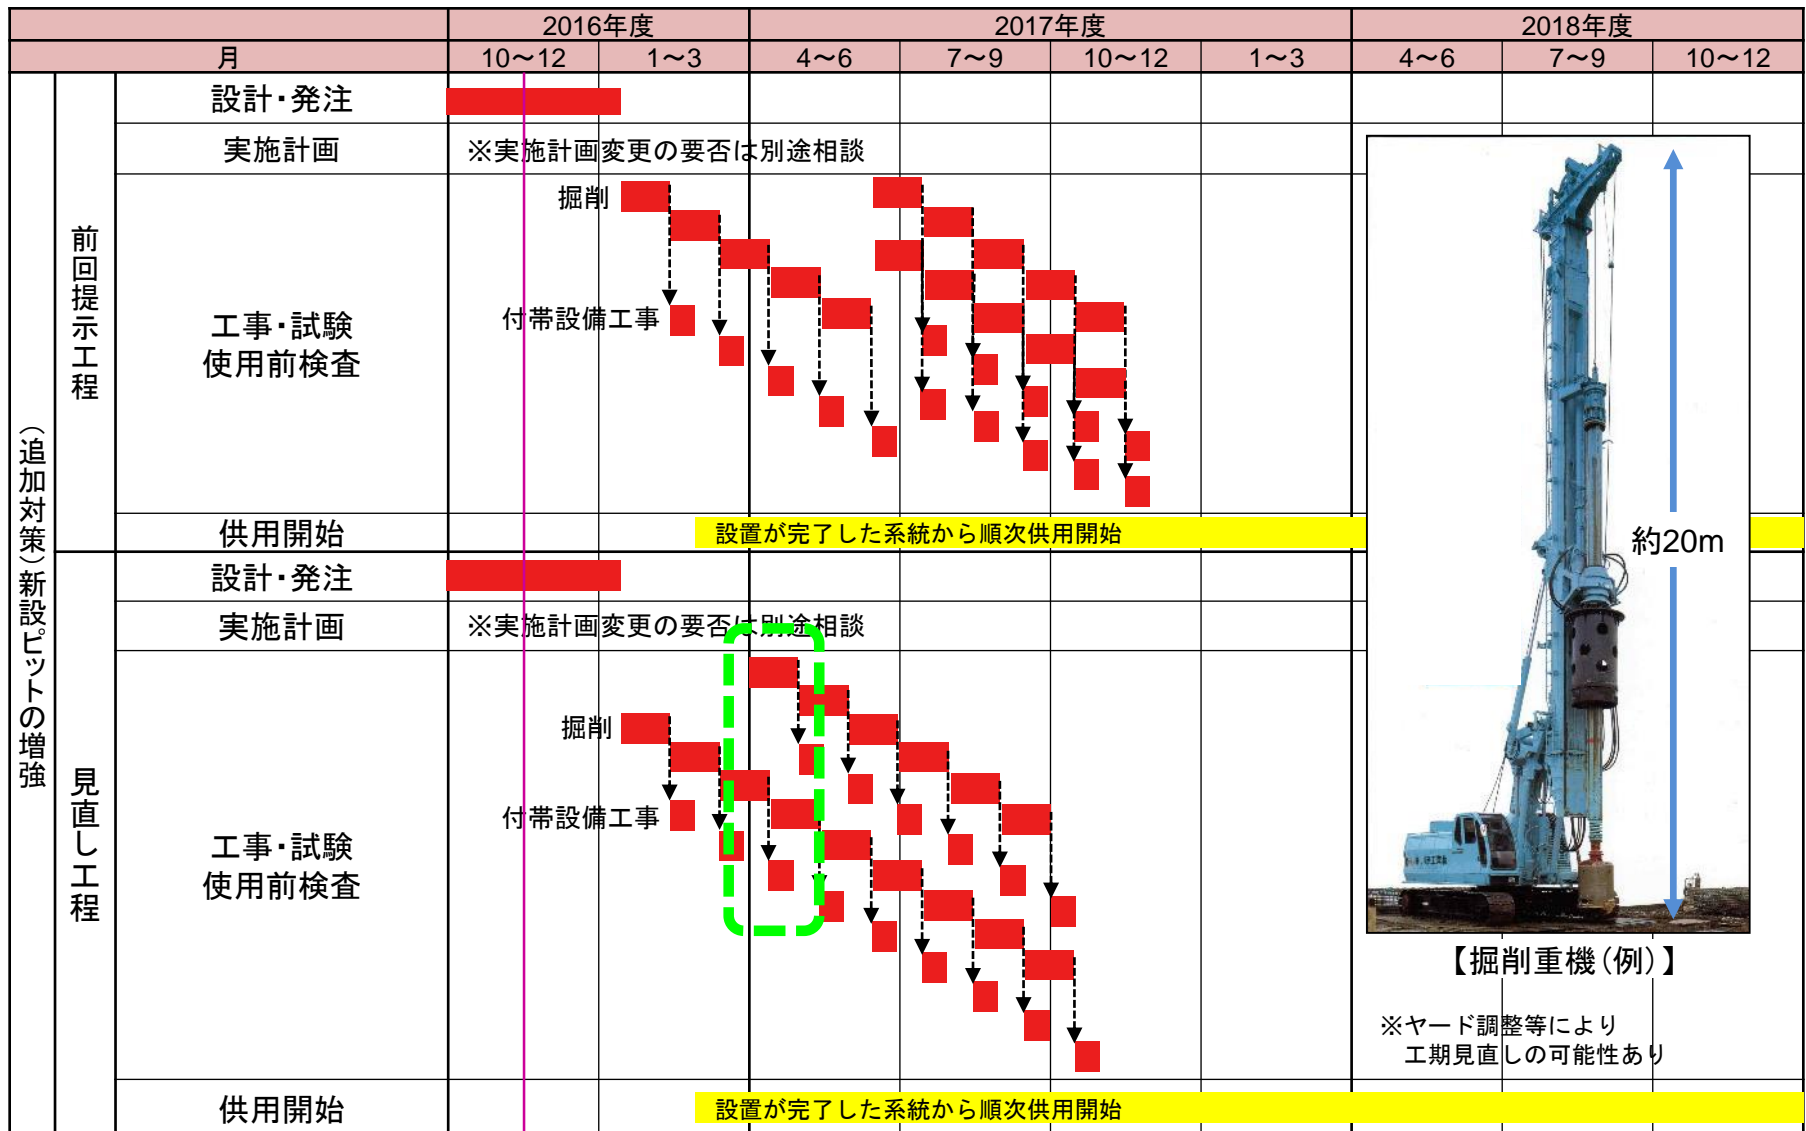 2016年度 2017年度 2018年度
月 10～12 1～3 4～6 7～9 10～12 1～3 4～6 7～9 10～12
（追加対策）新設ピットの増強
前回提示工程
設計・発注
実施計画 ※実施計画変更の要否は別途相談
掘削
付帯設備工事
工事・試験
使用前検査
供用開始 設置が完了した系統から順次供用開始
見直し工程
設計・発注
実施計画 ※実施計画変更の要否は別途相談
掘削
付帯設備工事
工事・試験
使用前検査
供用開始 設置が完了した系統から順次供用開始
約20m
【掘削重機（例）】
※ヤード調整等により
工期見直しの可能性あり